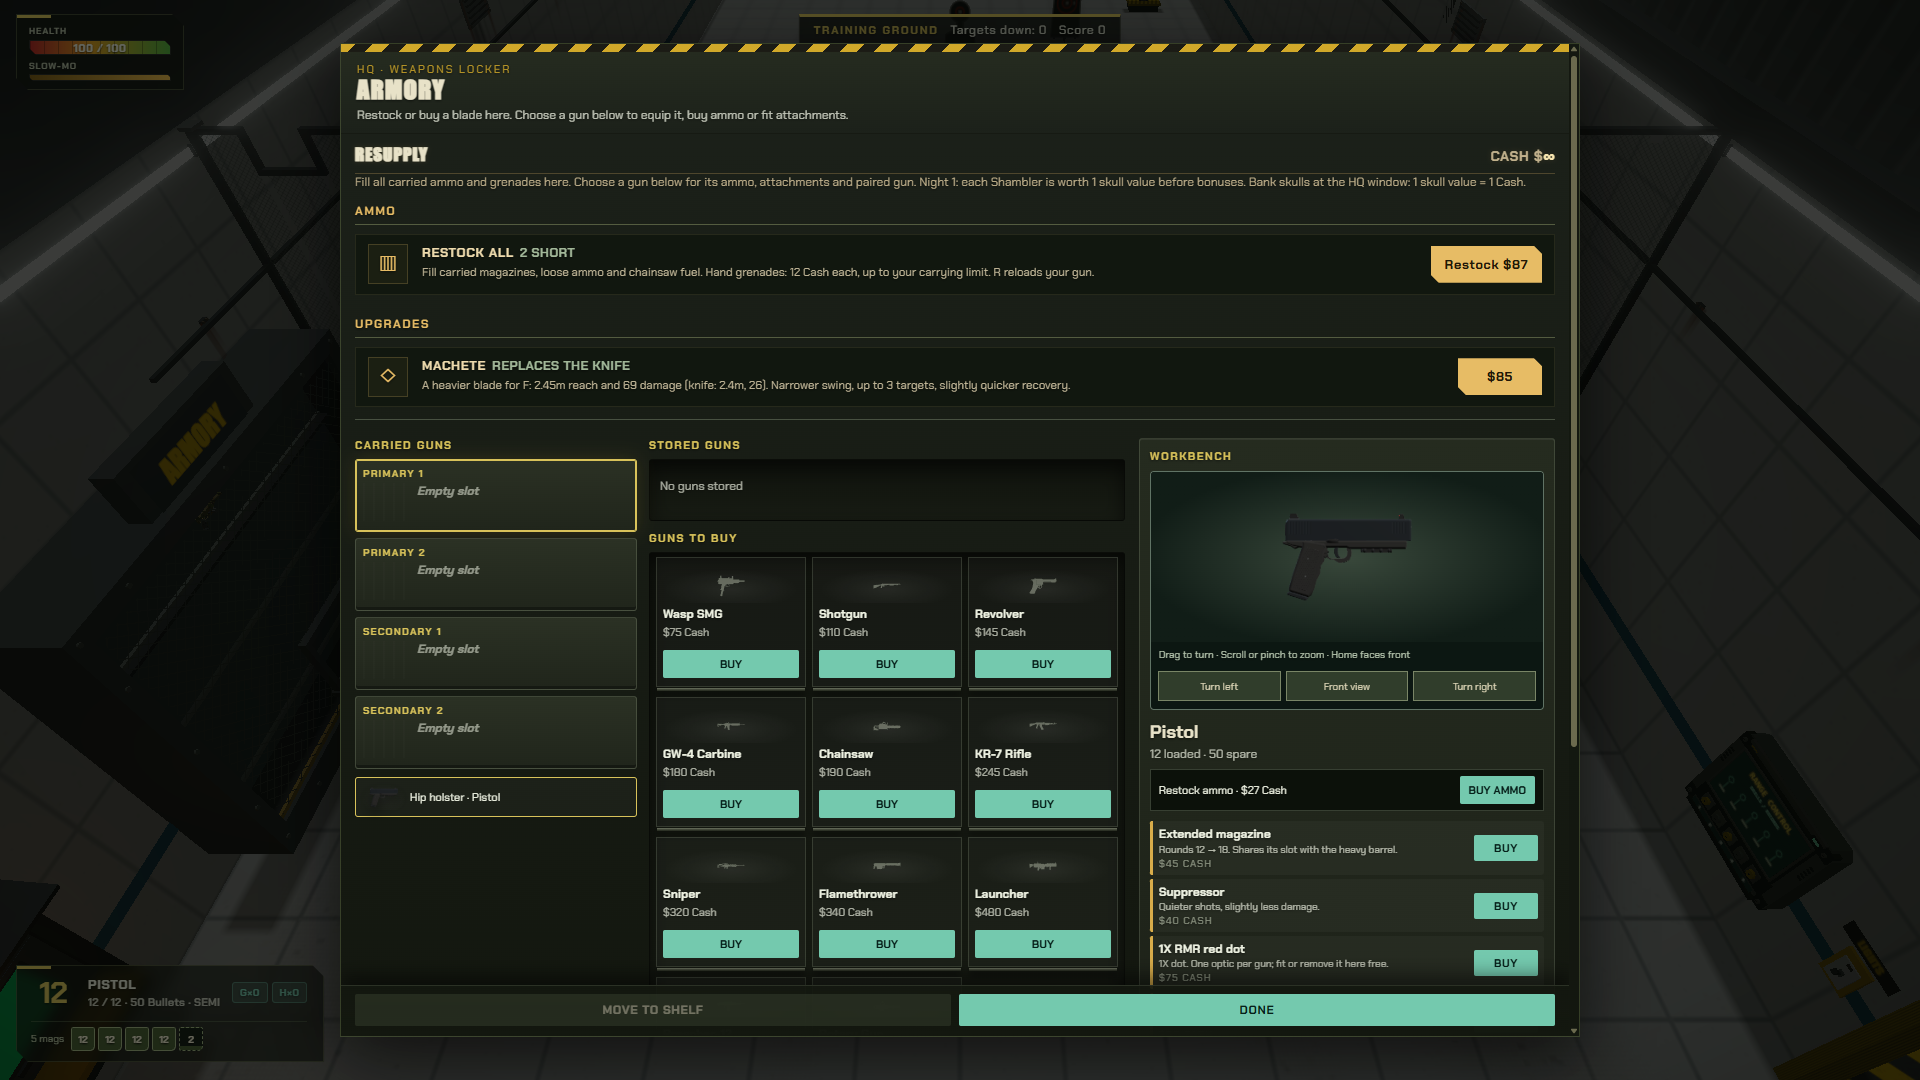 HEALTH
100 / 100
SLOW-MO
TRAINING GROUND Targets down: 0 Score 0
HQ · WEAPONS LOCKER
ARMORY
Restock or buy a blade here. Choose a gun below to equip it, buy ammo or fit attachments.
RESUPPLY
CASH $∞
Fill all carried ammo and grenades here. Choose a gun below for its ammo, attachments and paired gun. Night 1: each Shambler is worth 1 skull value before bonuses. Bank skulls at the HQ window: 1 skull value = 1 Cash.
AMMO
RESTOCK ALL 2 SHORT
Fill carried magazines, loose ammo and chainsaw fuel. Hand grenades: 12 Cash each, up to your carrying limit. R reloads your gun.
Restock $87
UPGRADES
MACHETE REPLACES THE KNIFE
A heavier blade for F: 2.45m reach and 69 damage (knife: 2.4m, 26). Narrower swing, up to 3 targets, slightly quicker recovery.
$85
CARRIED GUNS
PRIMARY 1
Empty slot
PRIMARY 2
Empty slot
SECONDARY 1
Empty slot
SECONDARY 2
Empty slot
Hip holster · Pistol
STORED GUNS
No guns stored
GUNS TO BUY
Wasp SMG
$75 Cash
BUY
Shotgun
$110 Cash
BUY
Revolver
$145 Cash
BUY
GW-4 Carbine
$180 Cash
BUY
Chainsaw
$190 Cash
BUY
KR-7 Rifle
$245 Cash
BUY
Sniper
$320 Cash
BUY
Flamethrower
$340 Cash
BUY
Launcher
$480 Cash
BUY
WORKBENCH
Drag to turn · Scroll or pinch to zoom · Home faces front
Turn left
Front view
Turn right
Pistol
12 loaded · 50 spare
Restock ammo · $27 Cash
BUY AMMO
Extended magazine
Rounds 12 → 18. Shares its slot with the heavy barrel.
$45 CASH
BUY
Suppressor
Quieter shots, slightly less damage.
$40 CASH
BUY
1X RMR red dot
1X dot. One optic per gun; fit or remove it here free.
$75 CASH
BUY
MOVE TO SHELF
DONE
ARMORY
RANGE CONTROL
12
PISTOL
12 / 12 · 50 Bullets · SEMI
G×0
H×0
5 mags 12 12 12 12 2